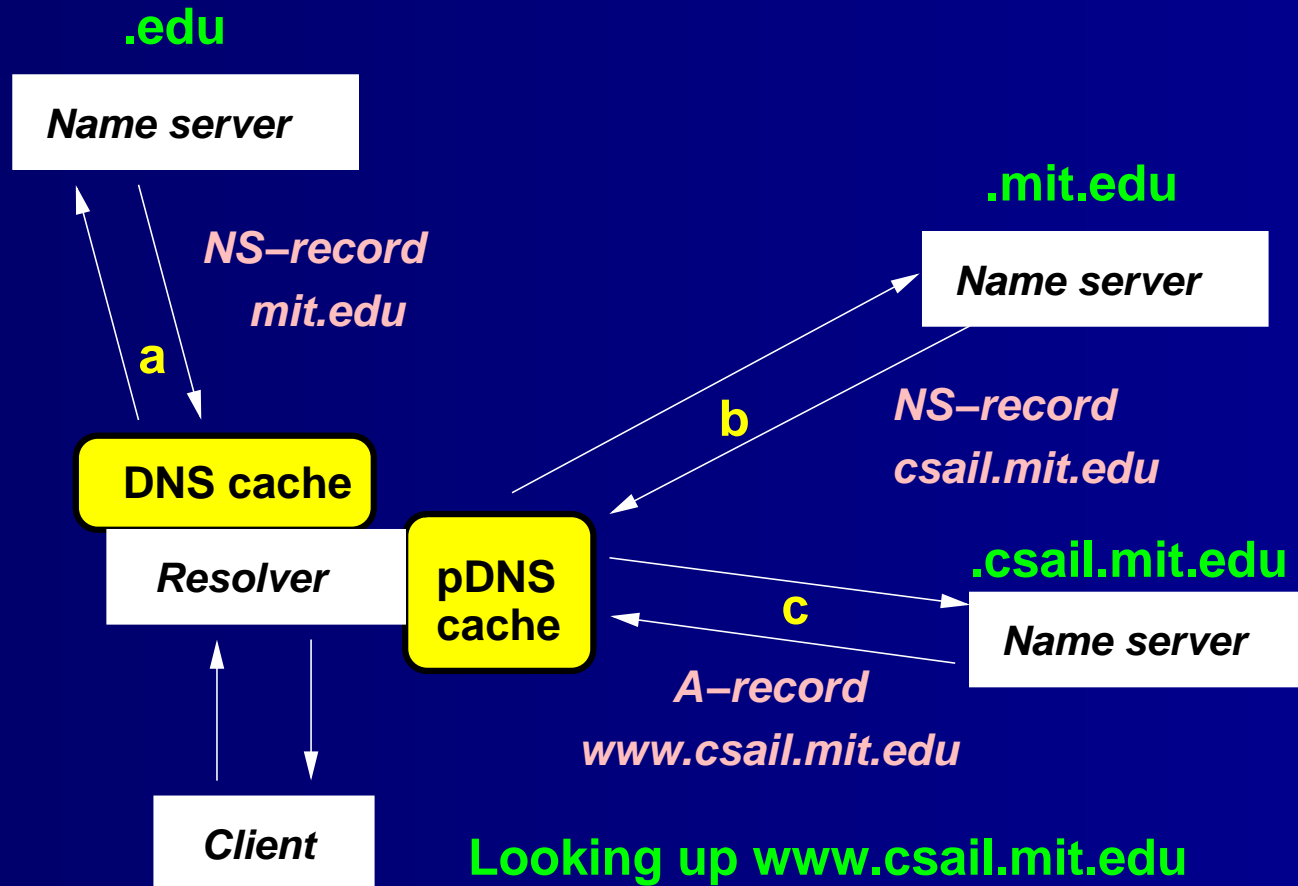 .edu
Name server
.mit.edu
NS–record
mit.edu
Name server
a
b
NS–record
csail.mit.edu
DNS cache
Resolver
pDNS
cache
.csail.mit.edu
c
Name server
A–record
www.csail.mit.edu
Client
Looking up www.csail.mit.edu